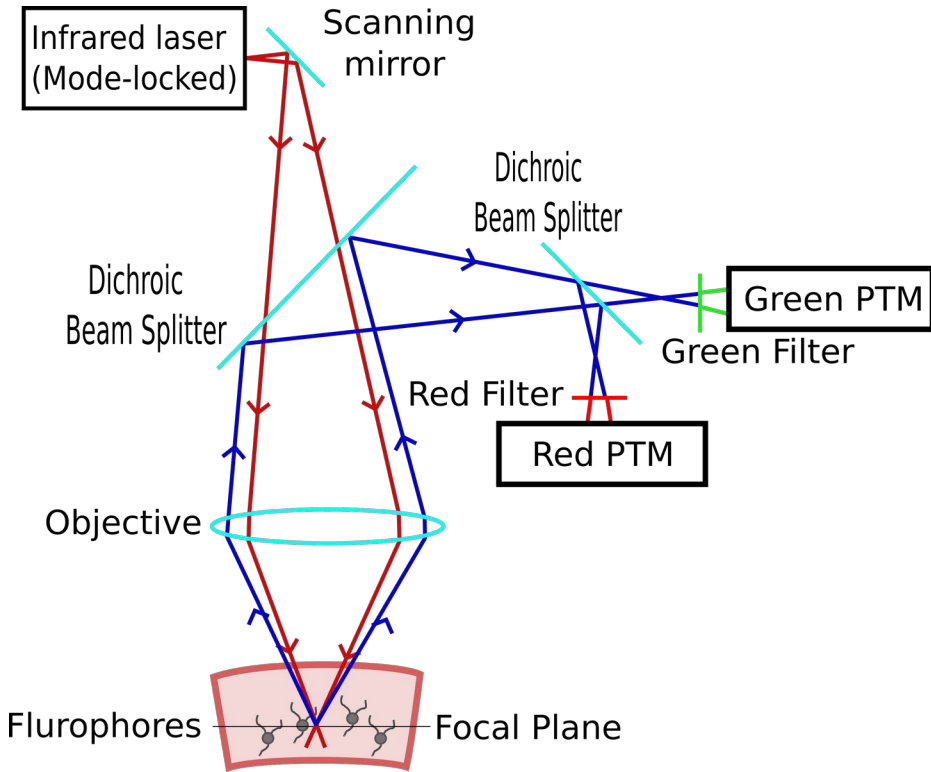 Infrared laser
(Mode-locked)
Scanning
mirror
Dichroic
Beam Splitter
Dichroic
Beam Splitter
Green PTM
Green Filter
Red Filter
Red PTM
Objective
Flurophores
Focal Plane